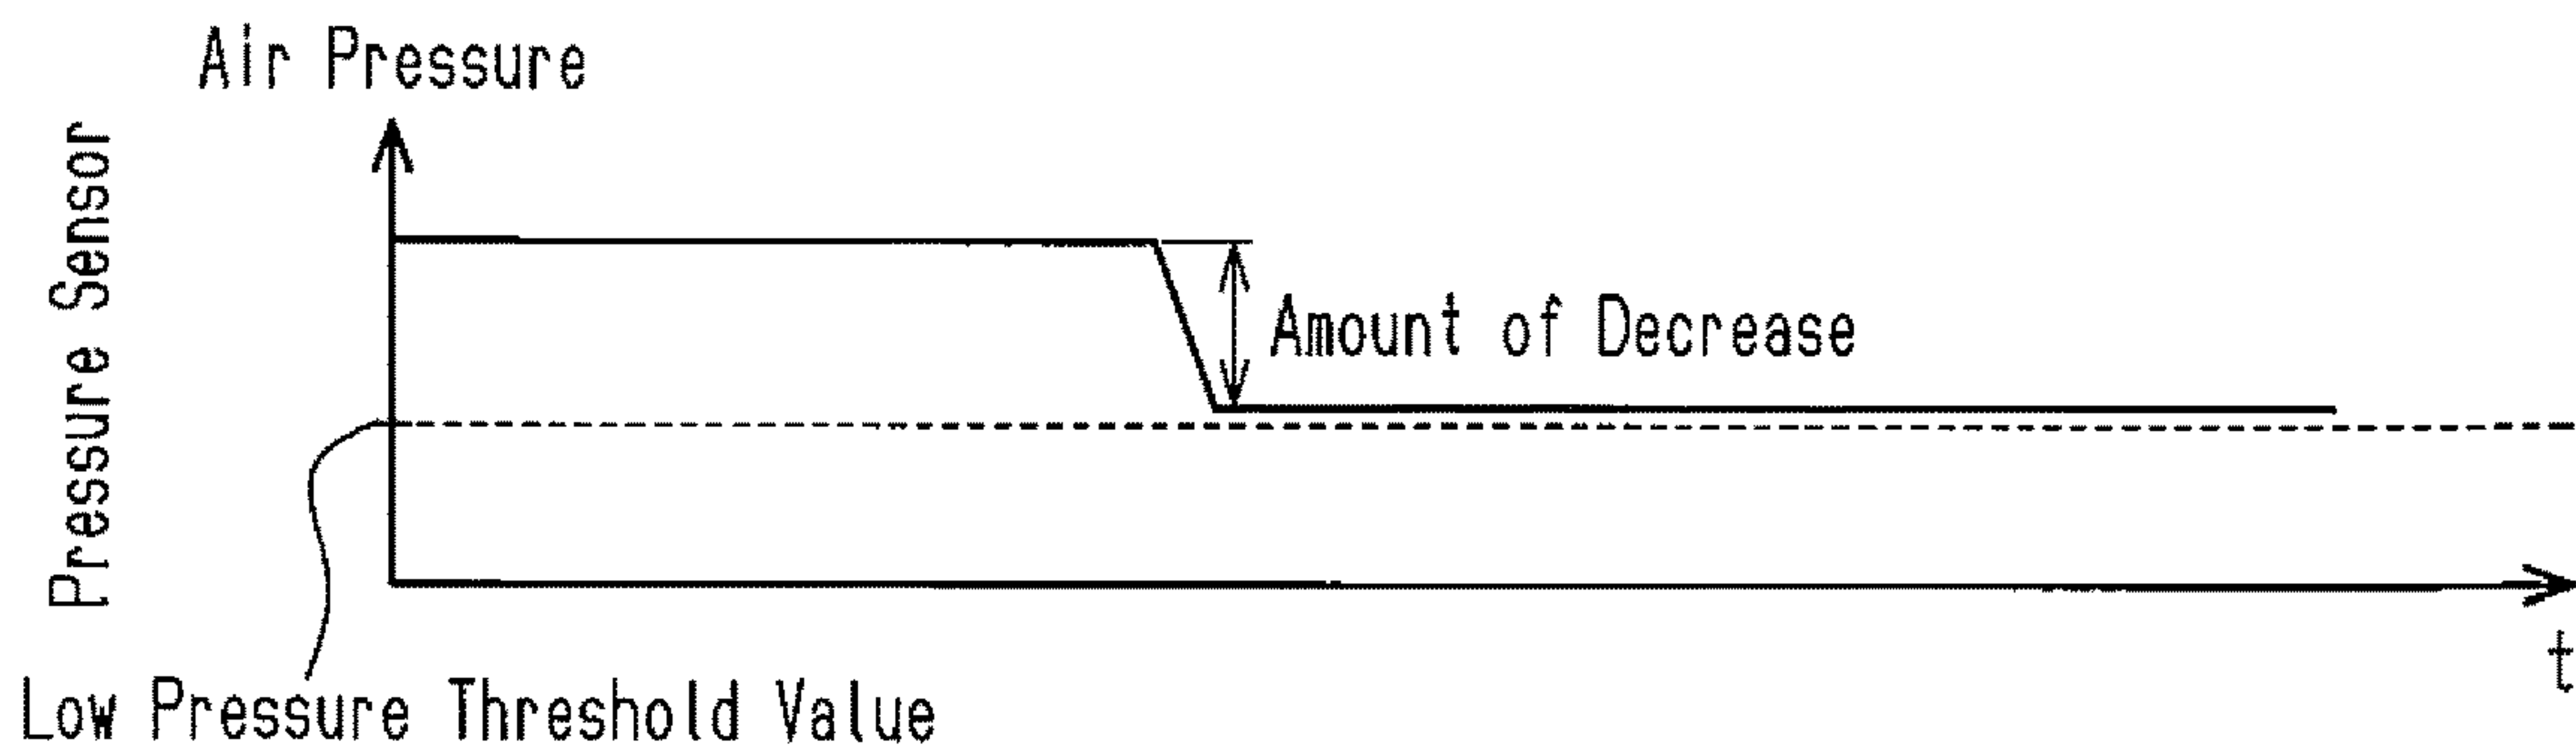 Air Pressure
Pressure Sensor
Amount of Decrease
t
Low Pressure Threshold Value